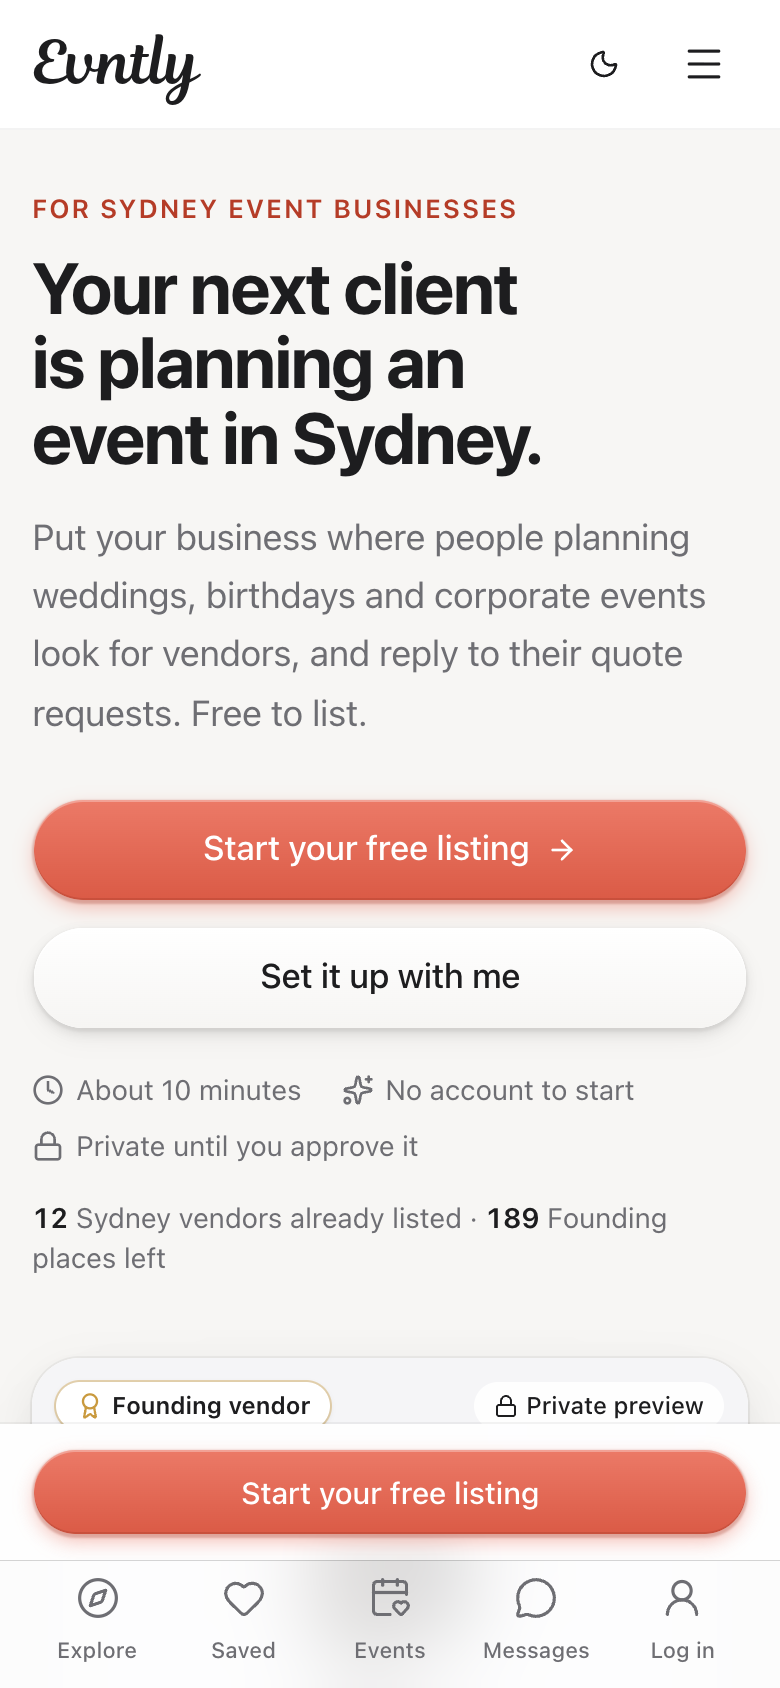 Evntly
FOR SYDNEY EVENT BUSINESSES
Your next client
is planning an
event in Sydney.
Put your business where people planning
weddings, birthdays and corporate events
look for vendors, and reply to their quote
requests. Free to list.
Start your free listing →
Set it up with me
About 10 minutes
No account to start
Private until you approve it
12 Sydney vendors already listed · 189 Founding
places left
Founding vendor
Private preview
Start your free listing
Explore
Saved
Events
Messages
Log in